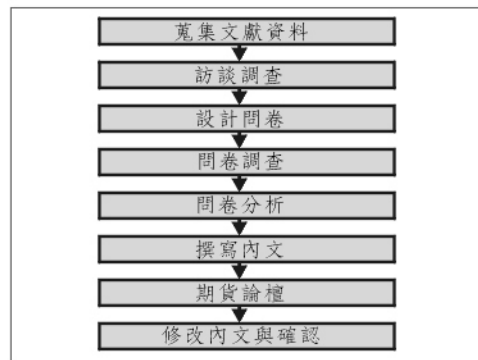 蒐集文獻資料
訪談調查
設計問卷
問卷調查
問卷分析
撰寫內文
期貨論壇
修改內文與確認